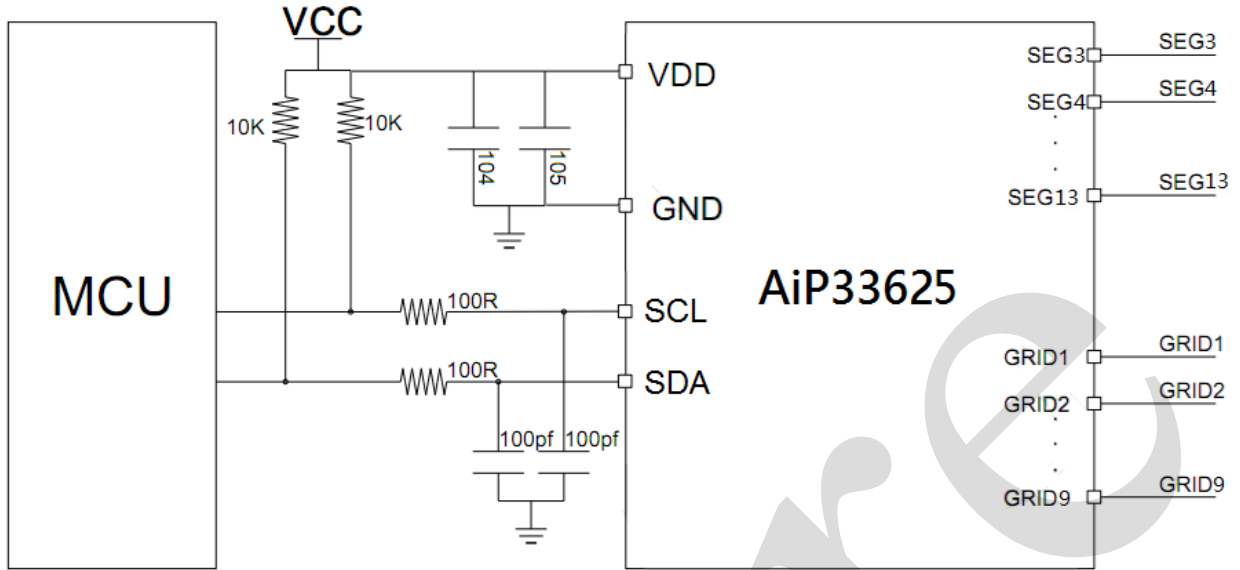 VCC
VDD
10K
10K
104
105
GND
MCU
100R
SCL
100R
SDA
100pf
100pf
AiP33625
SEG3
SEG3
SEG4
SEG4
SEG13
SEG13
GRID1
GRID1
GRID2
GRID2
GRID9
GRID9
re